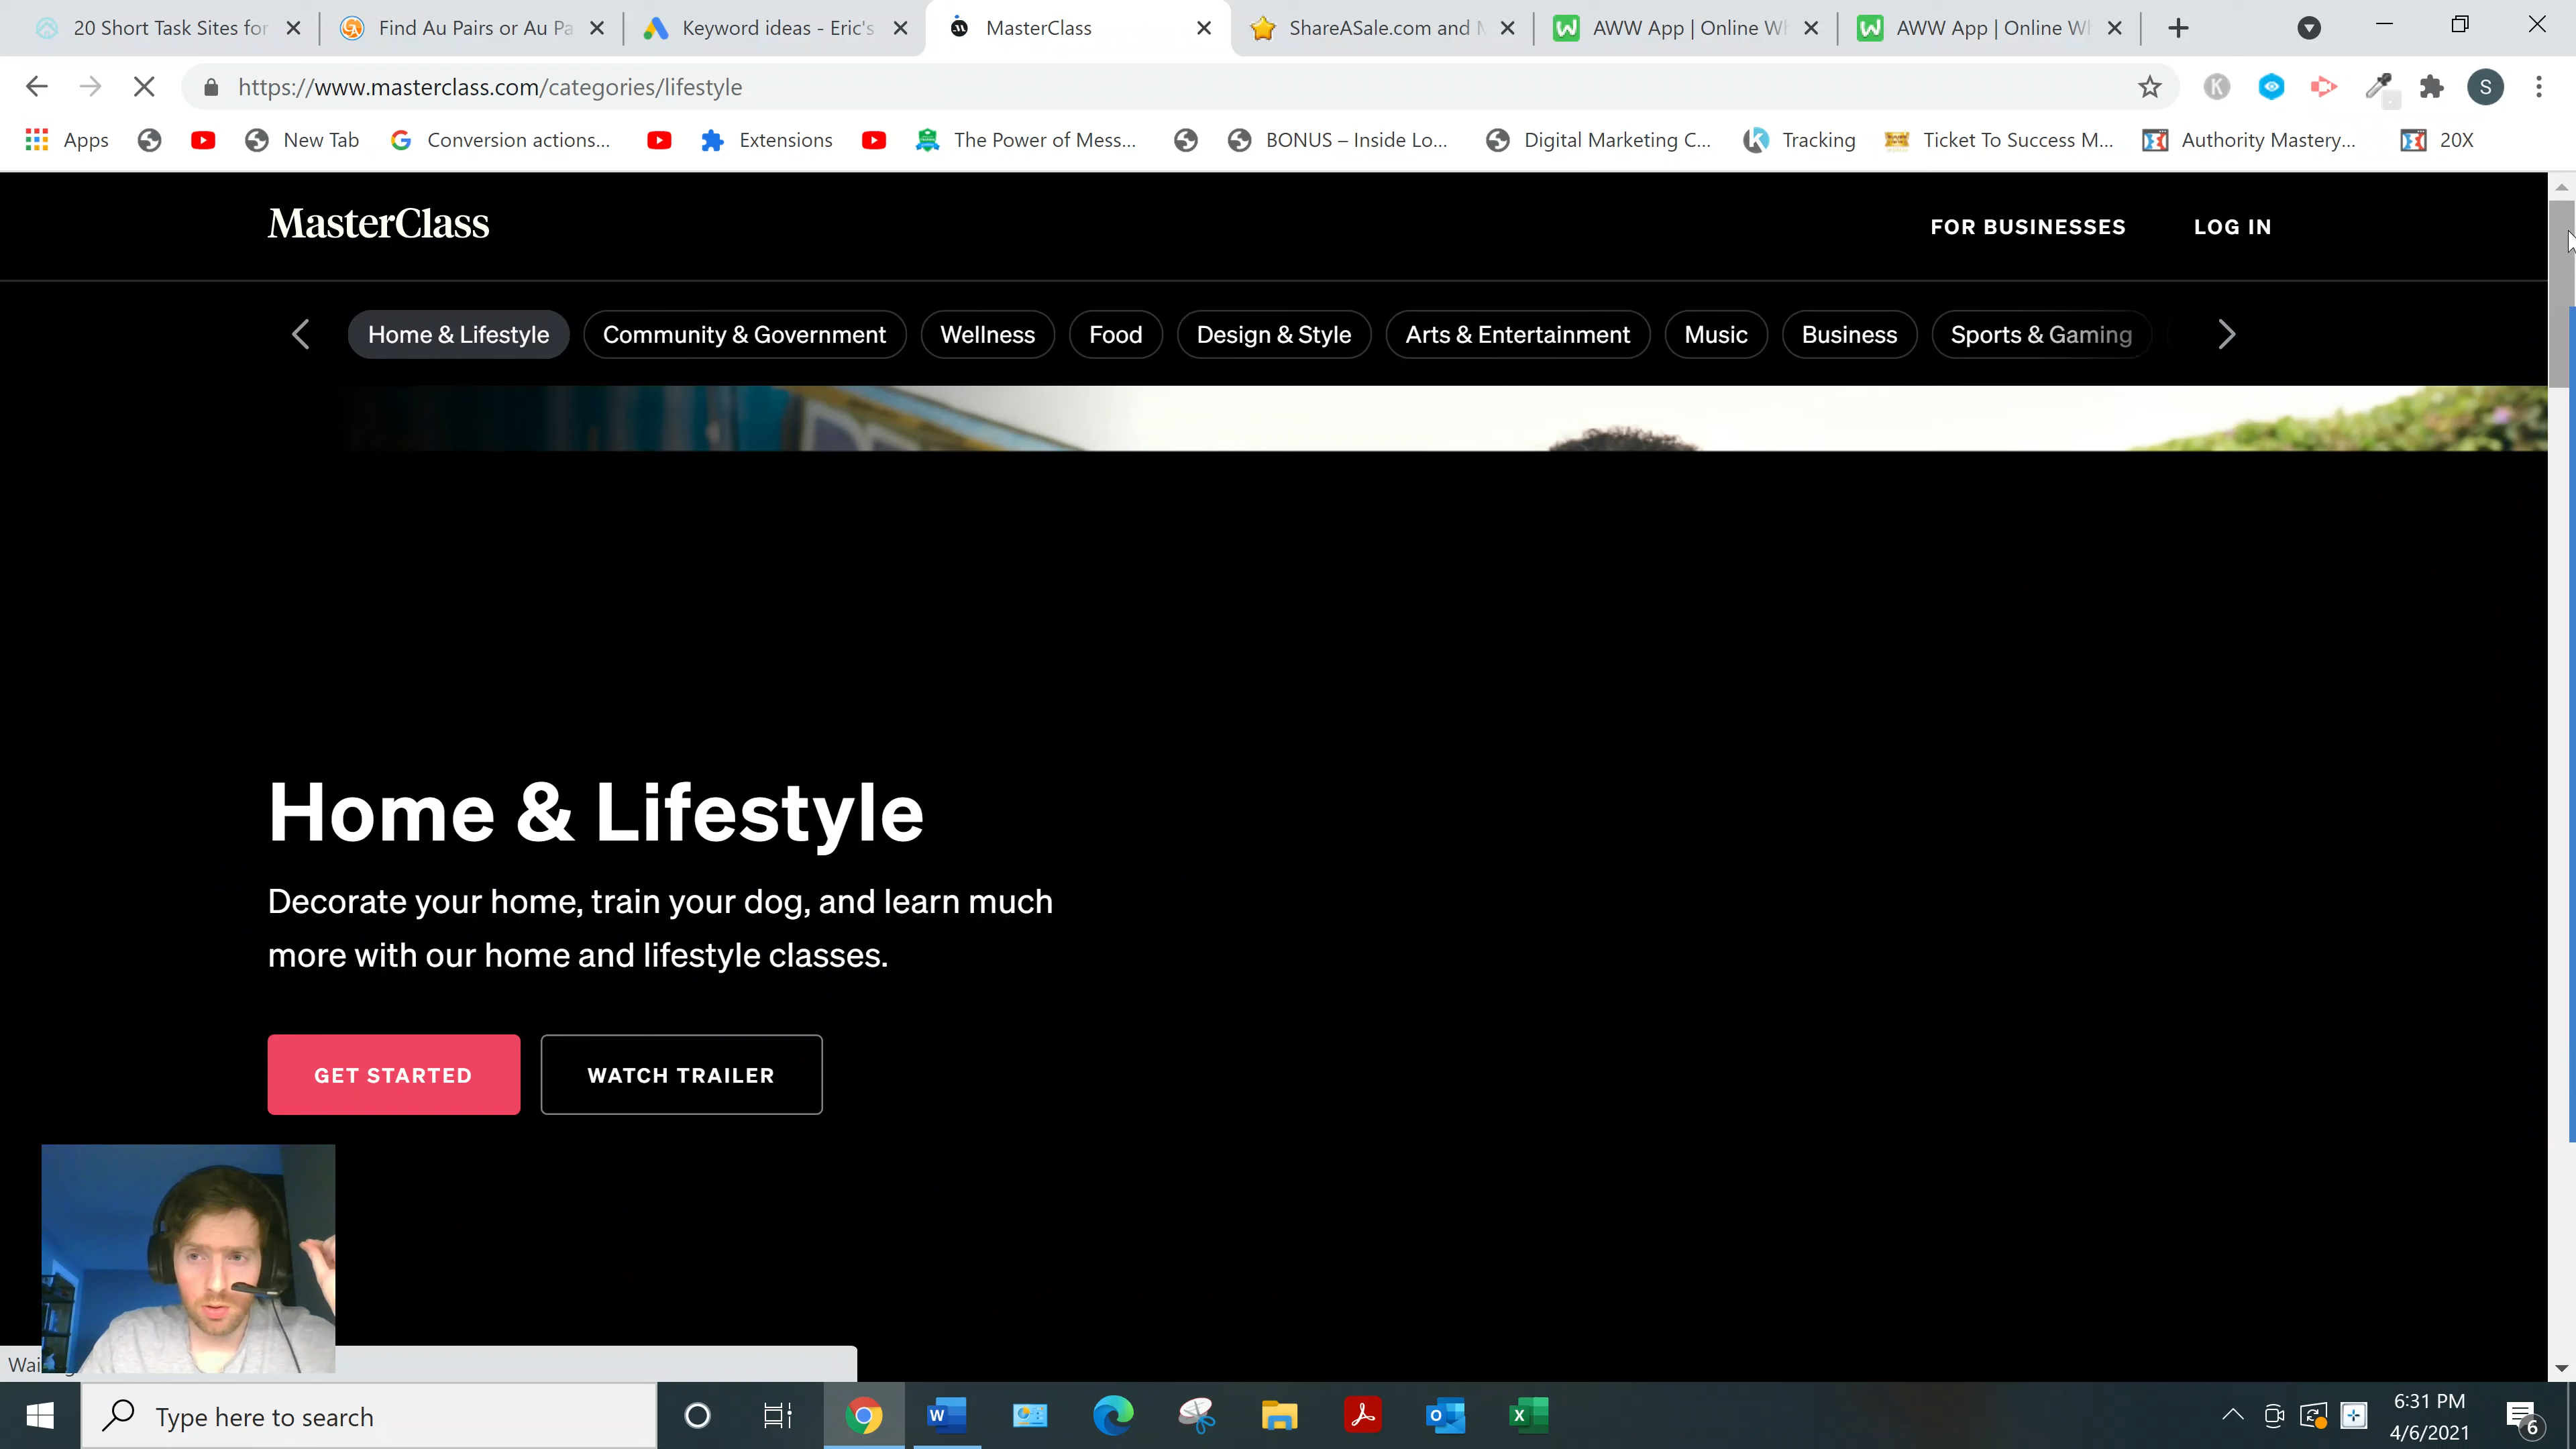 20 Short Task Sites for
Find Au Pairs or Au Pa
Keyword ideas - Eric's
MasterClass
ShareASale.com and M
AWW App | Online Wh
AWW App | Online Wh
https://www.masterclass.com/categories/lifestyle
S
Apps
New Tab
Conversion actions...
Extensions
The Power of Mess...
BONUS – Inside Lo...
Digital Marketing C...
Tracking
Ticket To Success M...
Authority Mastery...
20X
MasterClass
FOR BUSINESSES
LOG IN
Home & Lifestyle
Community & Government
Wellness
Food
Design & Style
Arts & Entertainment
Music
Business
Sports & Gaming
Home & Lifestyle
Decorate your home, train your dog, and learn much
more with our home and lifestyle classes.
GET STARTED
WATCH TRAILER
Wai
Type here to search
6:31 PM
4/6/2021
6